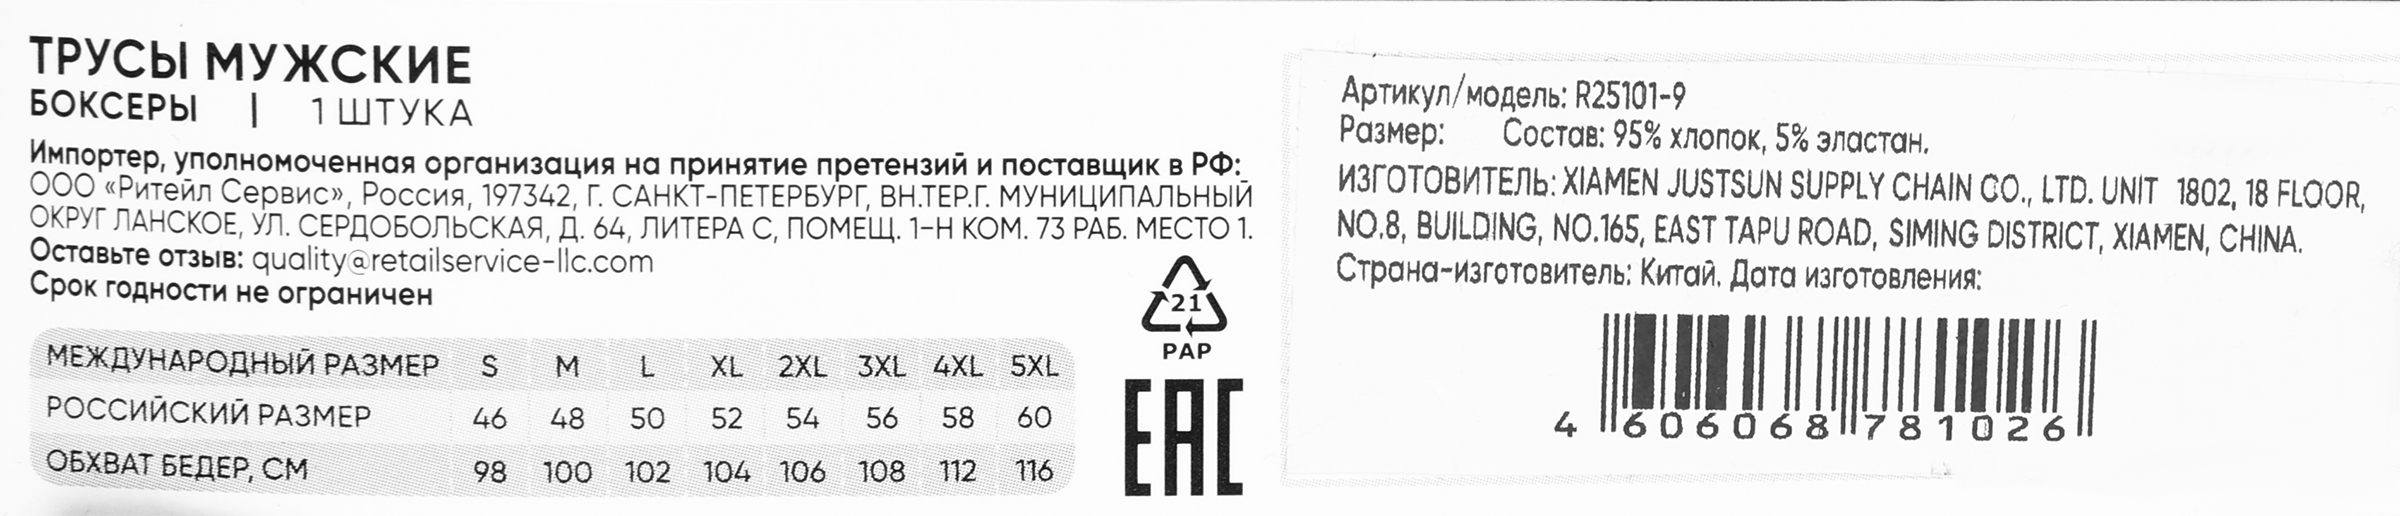 ТРУСЫ МУЖСКИЕ
БОКСЕРЫ | 1 ШТУКА
Импортер, уполномоченная организация на принятие претензий и поставщик в РФ:
ООО «Ритейл Сервис», Россия, 197342, Г. САНКТ-ПЕТЕРБУРГ, ВН.ТЕР.Г. МУНИЦИПАЛЬНЫЙ
ОКРУГ ЛАНСКОЕ, УЛ. СЕРДОБОЛЬСКАЯ, Д. 64, ЛИТЕРА С, ПОМЕЩ. 1-Н КОМ. 73 РАБ. МЕСТО 1.
Оставьте отзыв: quality@retailservice-llc.com
Срок годности не ограничен
МЕЖДУНАРОДНЫЙ РАЗМЕР S M L XL 2XL 3XL 4XL 5XL
РОССИЙСКИЙ РАЗМЕР 46 48 50 52 54 56 58 60
ОБХВАТ БЕДЕР, СМ 98 100 102 104 106 108 112 116
21
PAP
EAC
Артикул/модель: R25101-9
Размер: Состав: 95% хлопок, 5% эластан.
ИЗГОТОВИТЕЛЬ: XIAMEN JUSTSUN SUPPLY CHAIN CO., LTD. UNIT 1802, 18 FLOOR,
NO.8, BUILDING, NO.165, EAST TAPU ROAD, SIMING DISTRICT, XIAMEN, CHINA.
Страна-изготовитель: Китай. Дата изготовления:
4 606068 781026